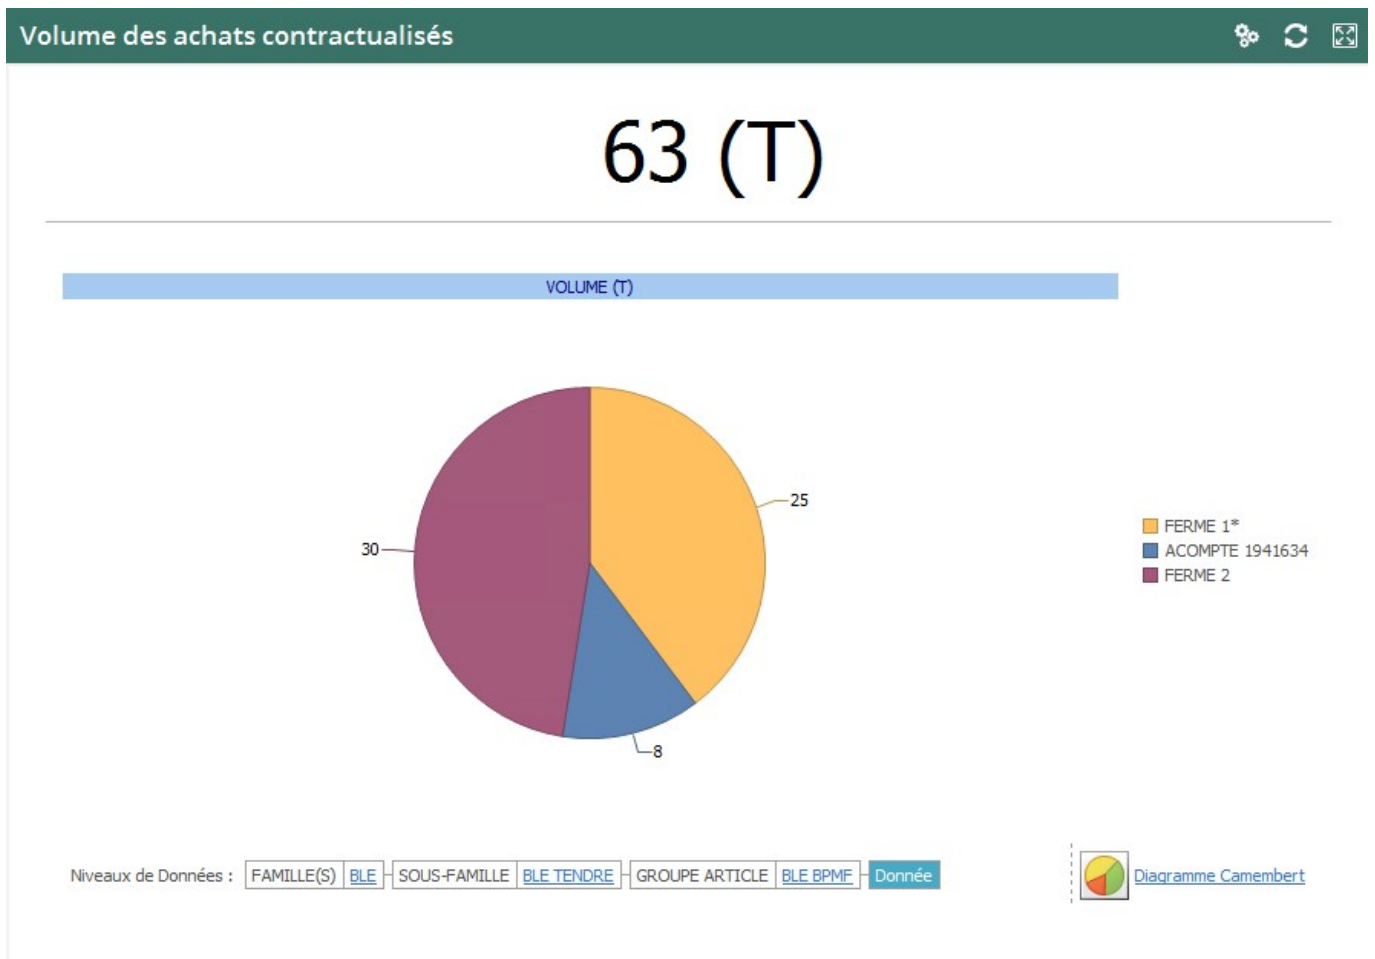 Volume des achats contractualisés
63 (T)
VOLUME (T)
25
30
8
FERME 1*
ACOMPTE 1941634
FERME 2
Niveaux de Données : FAMILLE(S) BLE SOUS-FAMILLE BLE TENDRE GROUPE ARTICLE BLE BPMF Donnée Diagramme Camembert